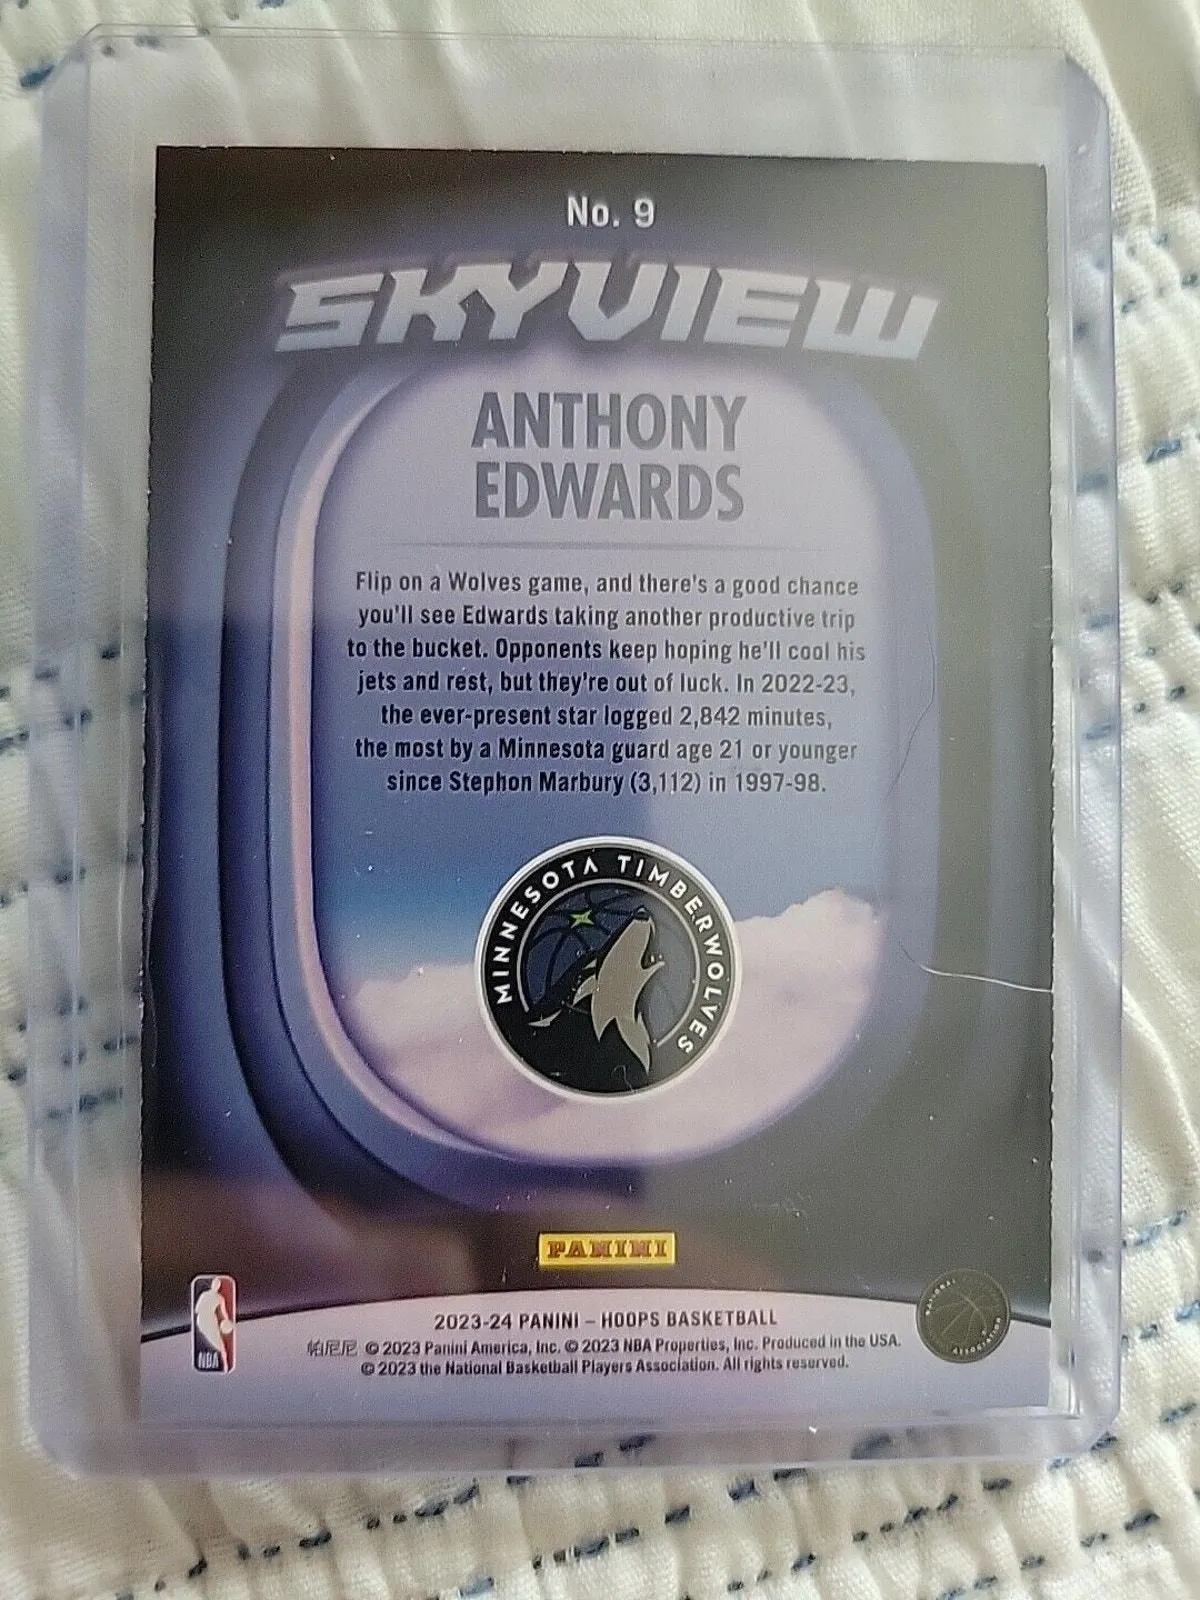 No. 9
SKYVIEW
ANTHONY
EDWARDS
Flip on a Wolves game, and there's a good chance
you'll see Edwards taking another productive trip
to the bucket. Opponents keep hoping he'll cool his
jets and rest, but they're out of luck. In 2022-23,
the ever-present star logged 2,842 minutes,
the most by a Minnesota guard age 21 or younger
since Stephon Marbury (3,112) in 1997-98.
MINNESOTA TIMBERWOLVES
PANINI
2023-24 PANINI – HOOPS BASKETBALL
帕尼尼 © 2023 Panini America, Inc. © 2023 NBA Properties, Inc. Produced in the USA.
© 2023 the National Basketball Players Association. All rights reserved.
NBA
NATIONAL
ASSOCIATION